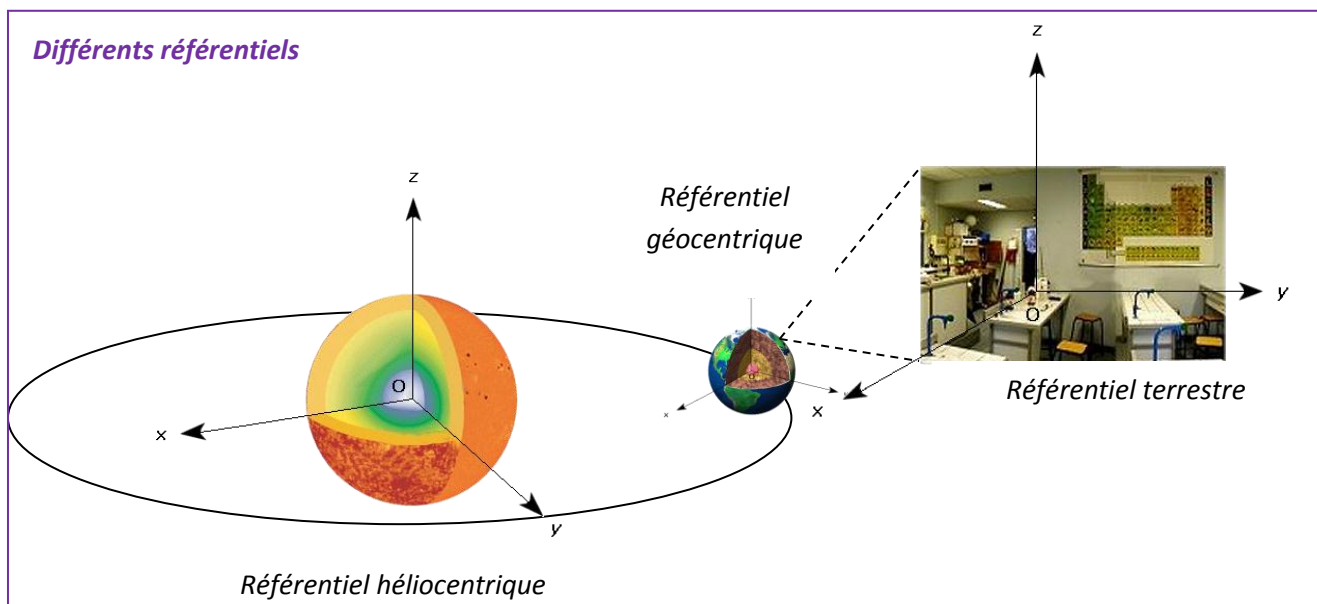 Différents référentiels
z
z
Référentiel
géocentrique
y
O
Référentiel terrestre
x
O
x
x
y
Référentiel héliocentrique